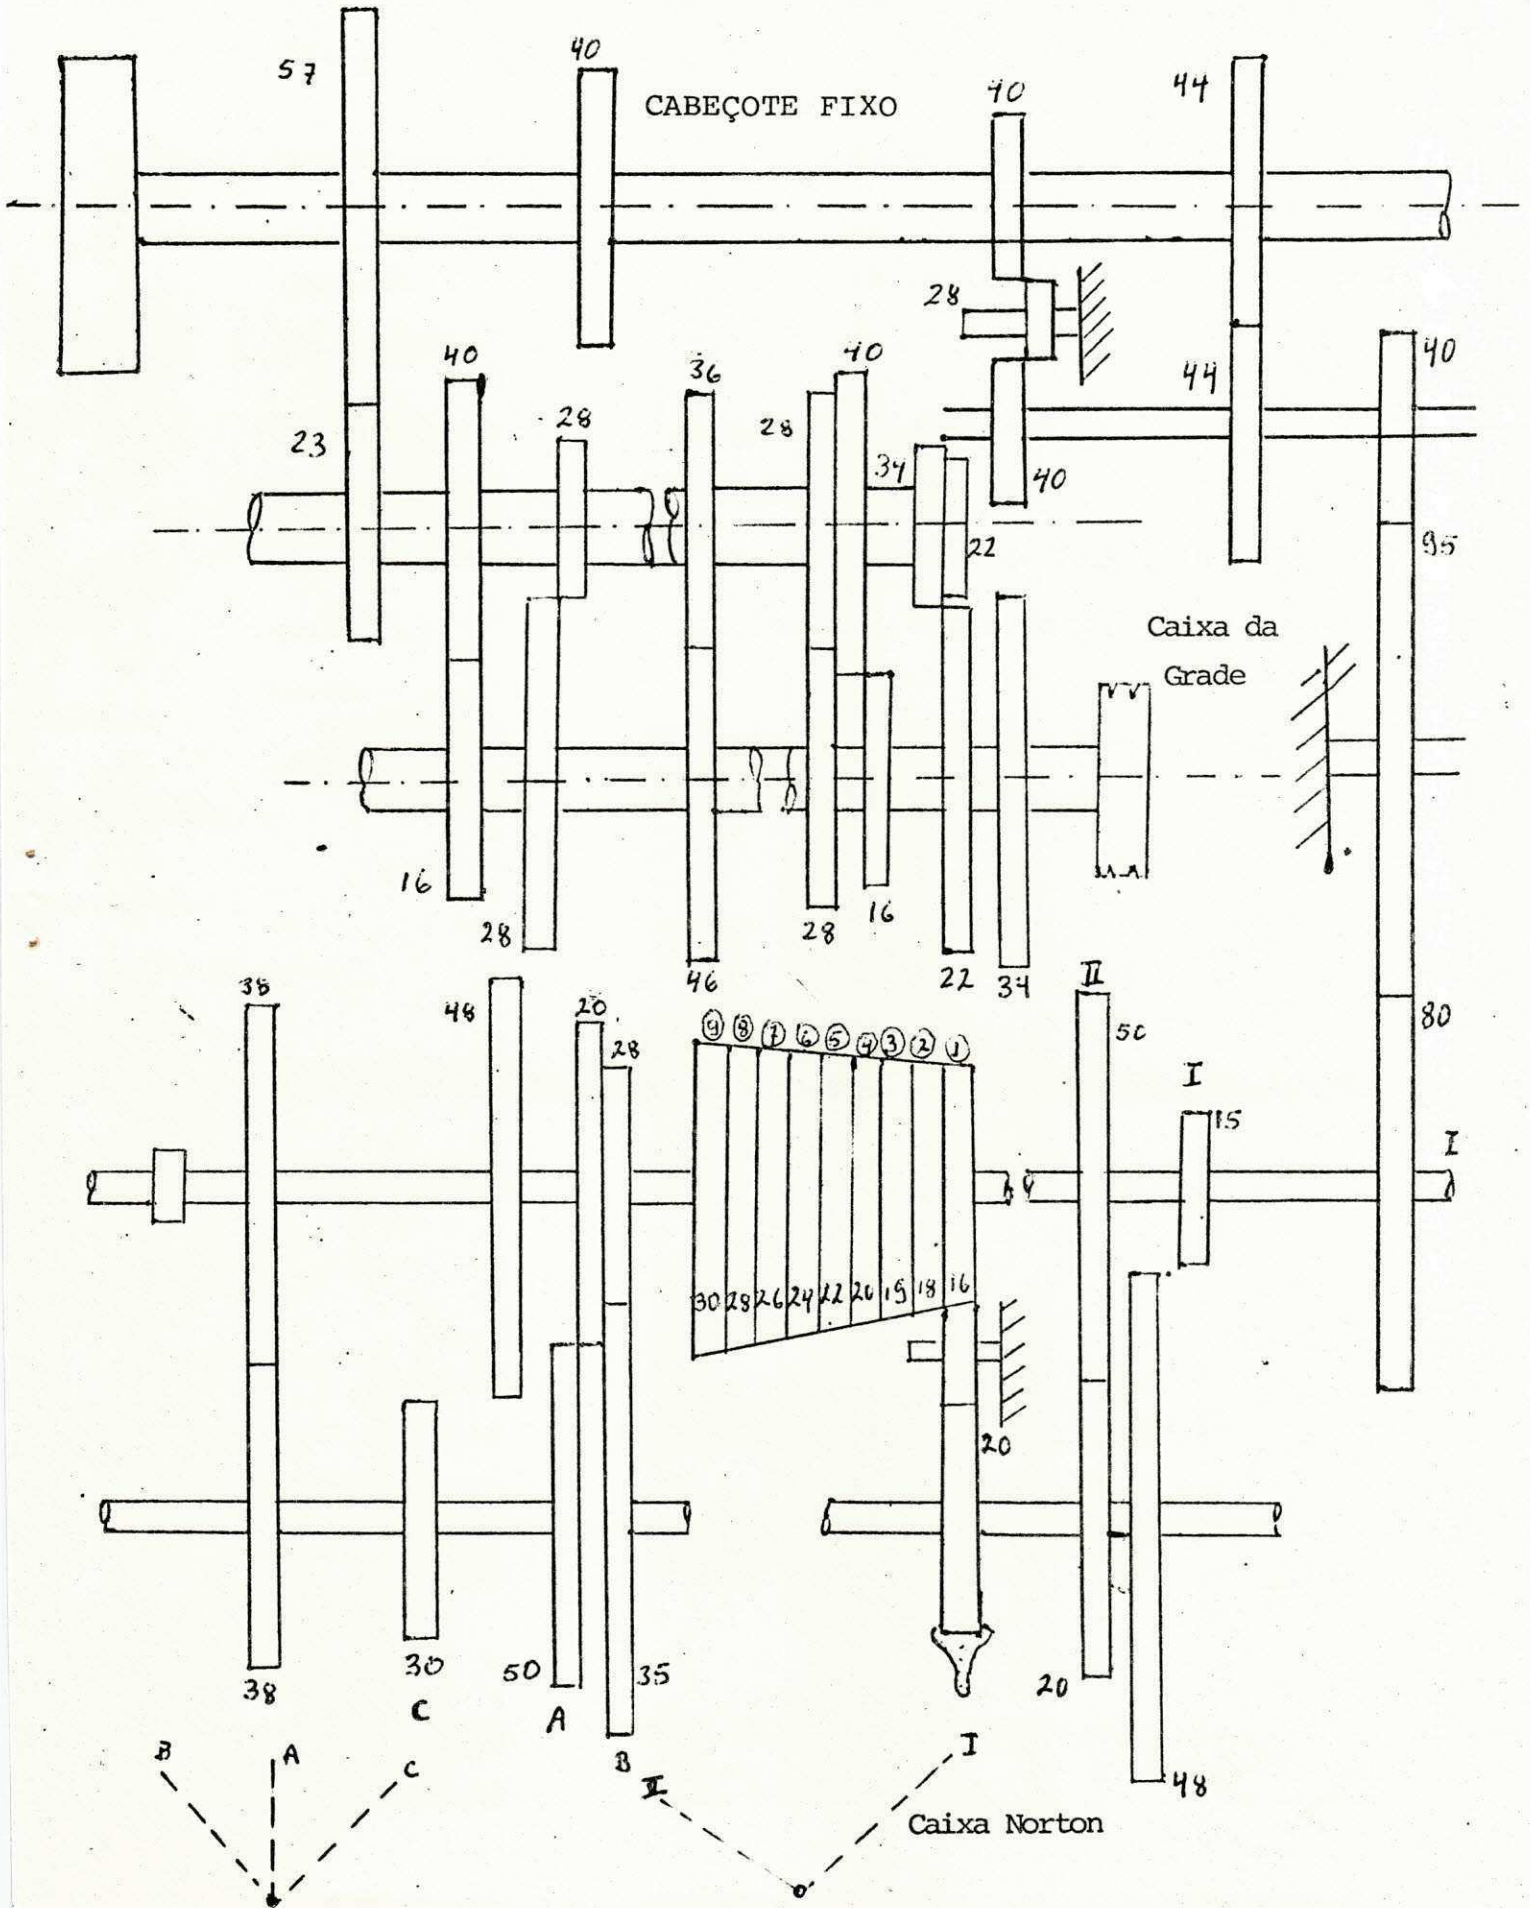 57
40
CABEÇOTE FIXO
40
44
28
40
36
40
44
40
23
28
28
34
40
22
95
Caixa da
Grade
16
28
28
16
46
22
34
38
48
20
28
⑨ ⑧ ⑦ ⑥ ⑤ ④ ③ ② ①
II
50
80
I
15
I
30 28 26 24 22 20 19 18 16
20
38
30
50
35
20
C
A
B
48
B A C
II
I
Caixa Norton